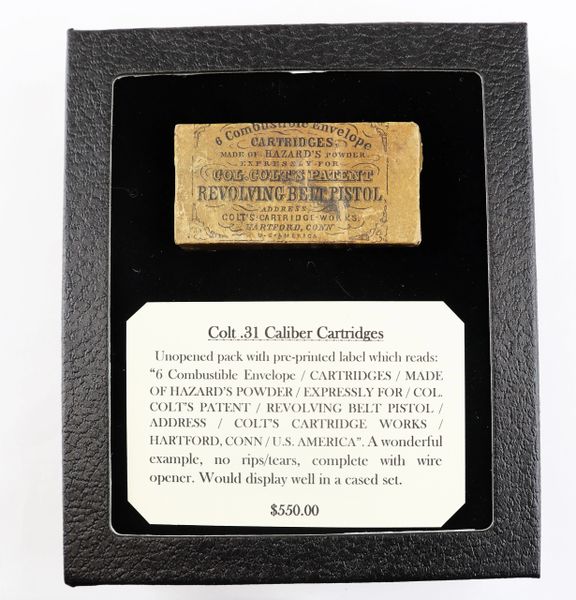 6 Combustible Envelope
CARTRIDGES,
MADE OF HAZARD'S POWDER
EXPRESSLY FOR
COL. COLT'S PATENT
REVOLVING BELT PISTOL
ADDRESS
COLT'S CARTRIDGE WORKS,
HARTFORD, CONN
U.S. AMERICA
Colt .31 Caliber Cartridges
Unopened pack with pre-printed label which reads:
“6 Combustible Envelope / CARTRIDGES / MADE
OF HAZARD'S POWDER / EXPRESSLY FOR / COL.
COLT'S PATENT / REVOLVING BELT PISTOL /
ADDRESS / COLT'S CARTRIDGE WORKS /
HARTFORD, CONN / U.S. AMERICA”. A wonderful
example, no rips/tears, complete with wire
opener. Would display well in a cased set.
$550.00